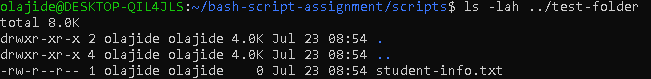 olajide@DESKTOP-QIL4JLS:~/bash-script-assignment/scripts$ ls -lah ../test-folder
total 8.0K
drwxr-xr-x 2 olajide olajide 4.0K Jul 23 08:54 .
drwxr-xr-x 4 olajide olajide 4.0K Jul 23 08:54 ..
-rw-r--r-- 1 olajide olajide    0 Jul 23 08:54 student-info.txt